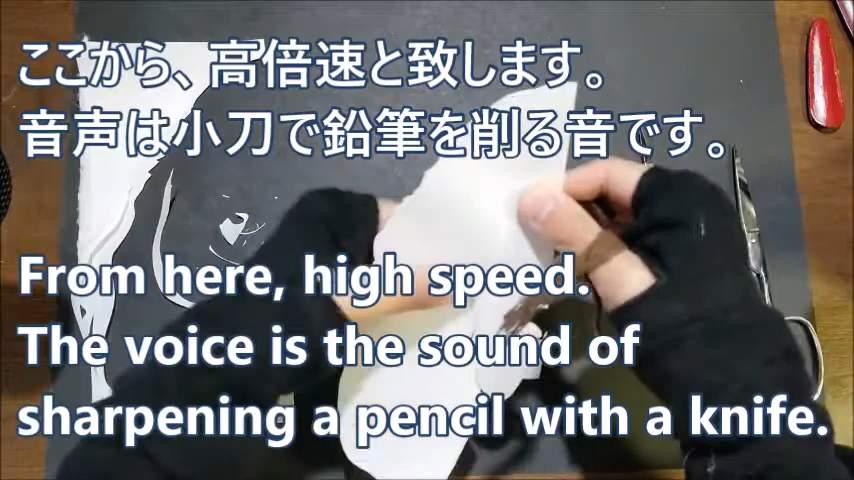 ここから、高倍速と致します。
音声は小刀で鉛筆を削る音です。
From here, high speed.
The voice is the sound of
sharpening a pencil with a knife.